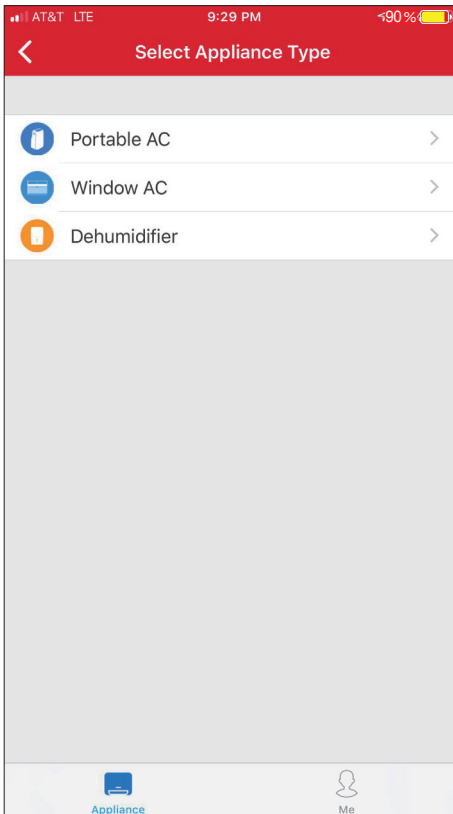 AT&T LTE 9:29 PM 90%
Select Appliance Type
Portable AC
Window AC
Dehumidifier
Appliance Me